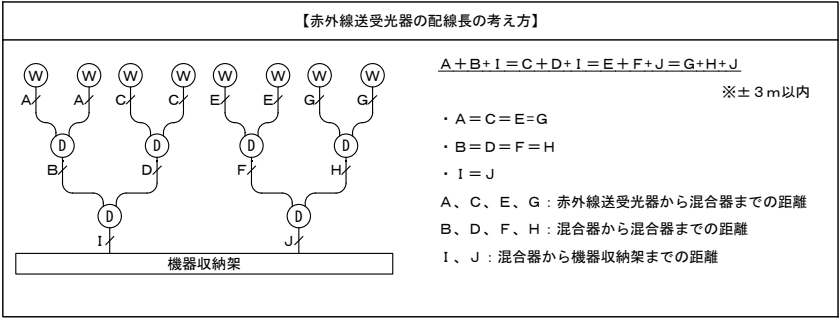 【赤外線送受光器の配線長の考え方】
W W W W W W W W
A A C C E E G G
D D D D
B D F H
D D
I J
機器収納架
A+B+I=C+D+I=E+F+J=G+H+J
※±3m以内
・A=C=E=G
・B=D=F=H
・I=J
A、C、E、G:赤外線送受光器から混合器までの距離
B、D、F、H:混合器から混合器までの距離
I、J:混合器から機器収納架までの距離